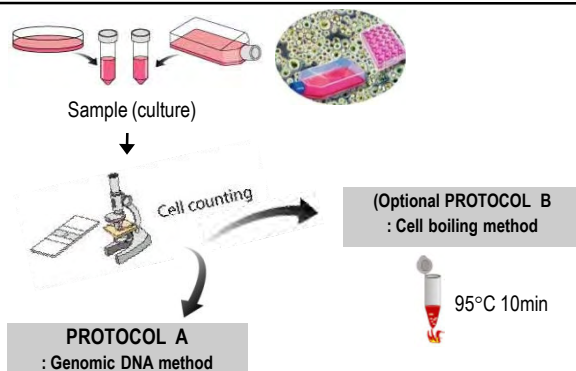 Sample (culture)
Cell counting
(Optional PROTOCOL B
: Cell boiling method
95°C 10min
PROTOCOL A
: Genomic DNA method